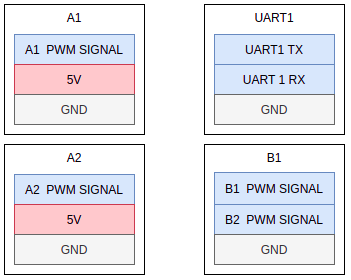 A1
A1 PWM SIGNAL
5V
GND
UART1
UART1 TX
UART 1 RX
GND
A2
A2 PWM SIGNAL
5V
GND
B1
B1 PWM SIGNAL
B2 PWM SIGNAL
GND